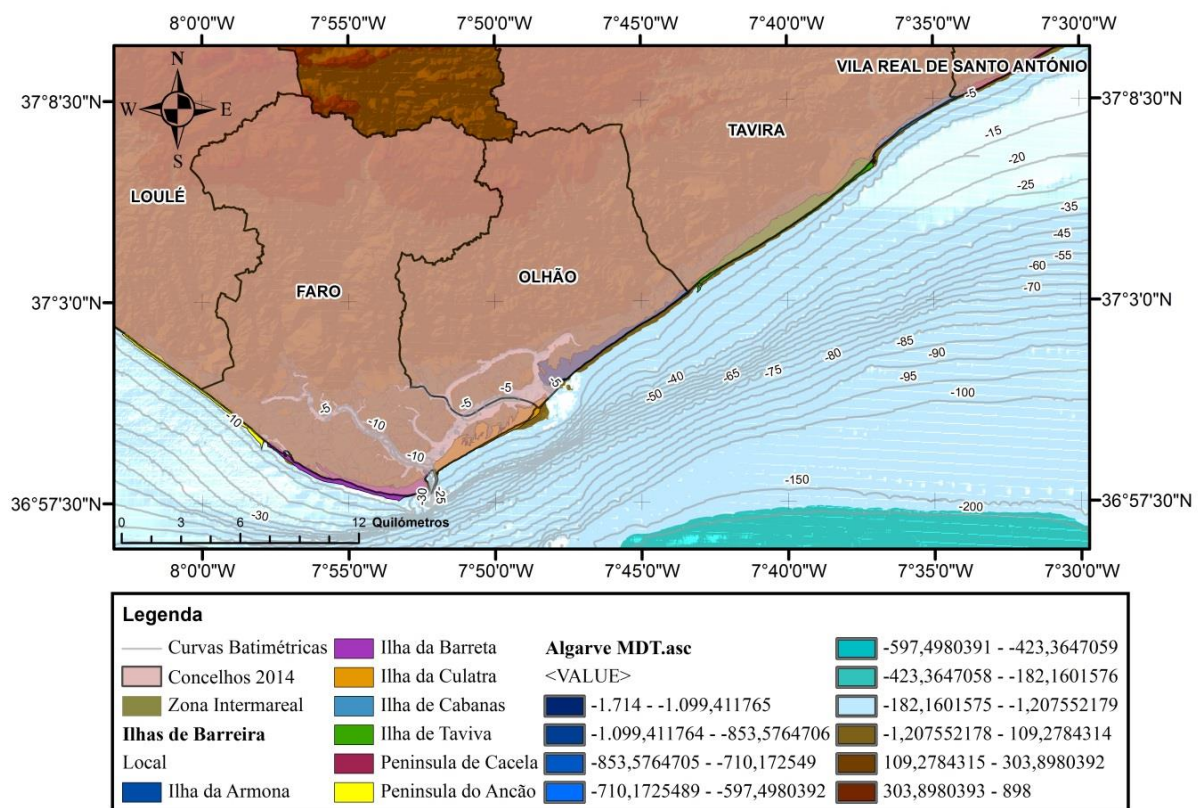 8°0'0"W 7°55'0"W 7°50'0"W 7°45'0"W 7°40'0"W 7°35'0"W 7°30'0"W
N
W E
S
VILA REAL DE SANTO ANTÓNIO
37°8'30"N 37°8'30"N
-5
TAVIRA
-15
-20
-25
LOULÉ
-35
-45
-55
-60
-70
OLHÃO
FARO
37°3'0"N 37°3'0"N
-85
-80 -90
-75 -95
-65
-40
-50
-100
-5
-5
-5
-5
-10
-10
-10
-30
-25
-150
-200
-30
36°57'30"N 36°57'30"N
0 3 6 12 Quilómetros
8°0'0"W 7°55'0"W 7°50'0"W 7°45'0"W 7°40'0"W 7°35'0"W 7°30'0"W
Legenda
Curvas Batimétricas
Concelhos 2014
Zona Intermareal
Ilhas de Barreira
Local
Ilha da Armona
Ilha da Barreta
Ilha da Culatra
Ilha de Cabanas
Ilha de Taviva
Peninsula de Cacela
Peninsula do Ancão
Algarve MDT.asc
<VALUE>
-1.714 - -1.099,411765
-1.099,411764 - -853,5764706
-853,5764705 - -710,172549
-710,1725489 - -597,4980392
-597,4980391 - -423,3647059
-423,3647058 - -182,1601576
-182,1601575 - -1,207552179
-1,207552178 - 109,2784314
109,2784315 - 303,8980392
303,8980393 - 898